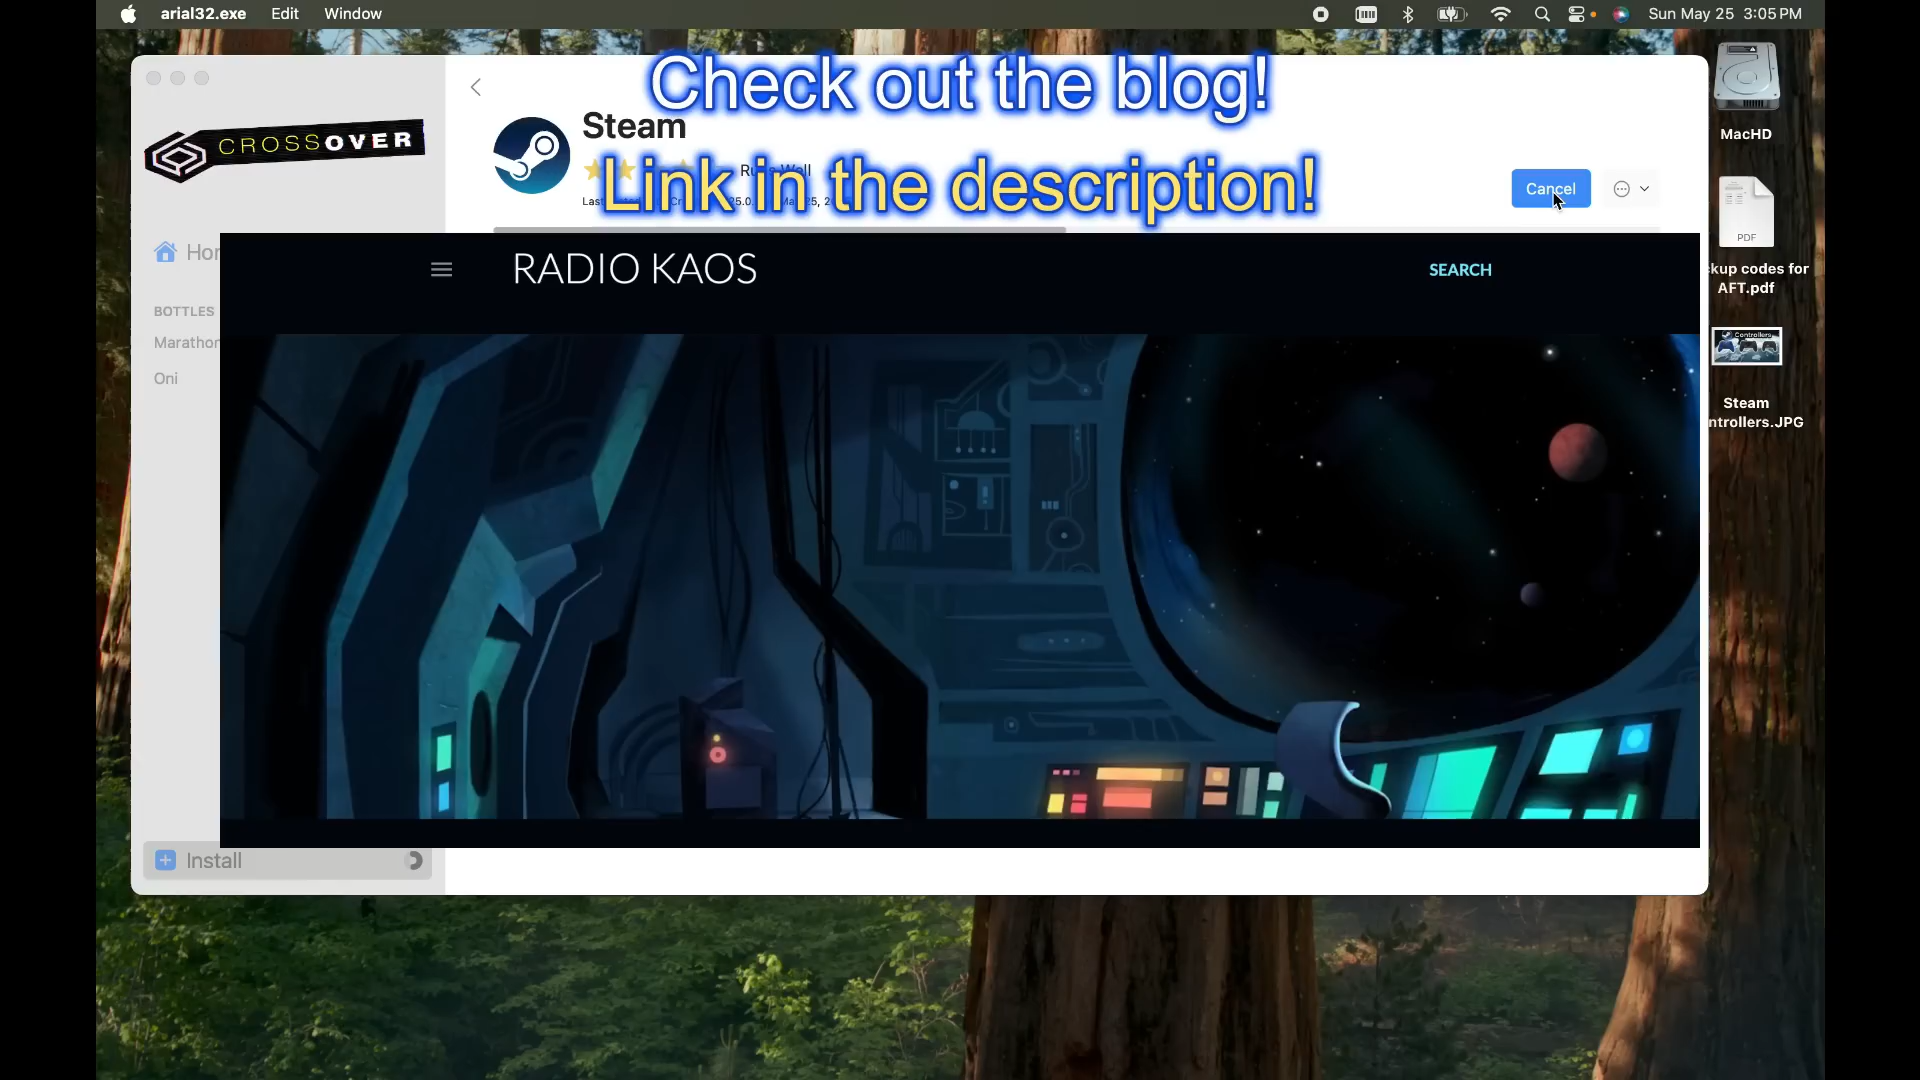 arial32.exe Edit Window
Sun May 25 3:05 PM
Check out the blog!
CROSSOVER
Steam
Link in the description!
Cancel
MacHD
PDF
kup codes for
AFT.pdf
Hor
RADIO KAOS
SEARCH
BOTTLES
Marathon
Oni
Controllers
Steam
ntrollers.JPG
Install